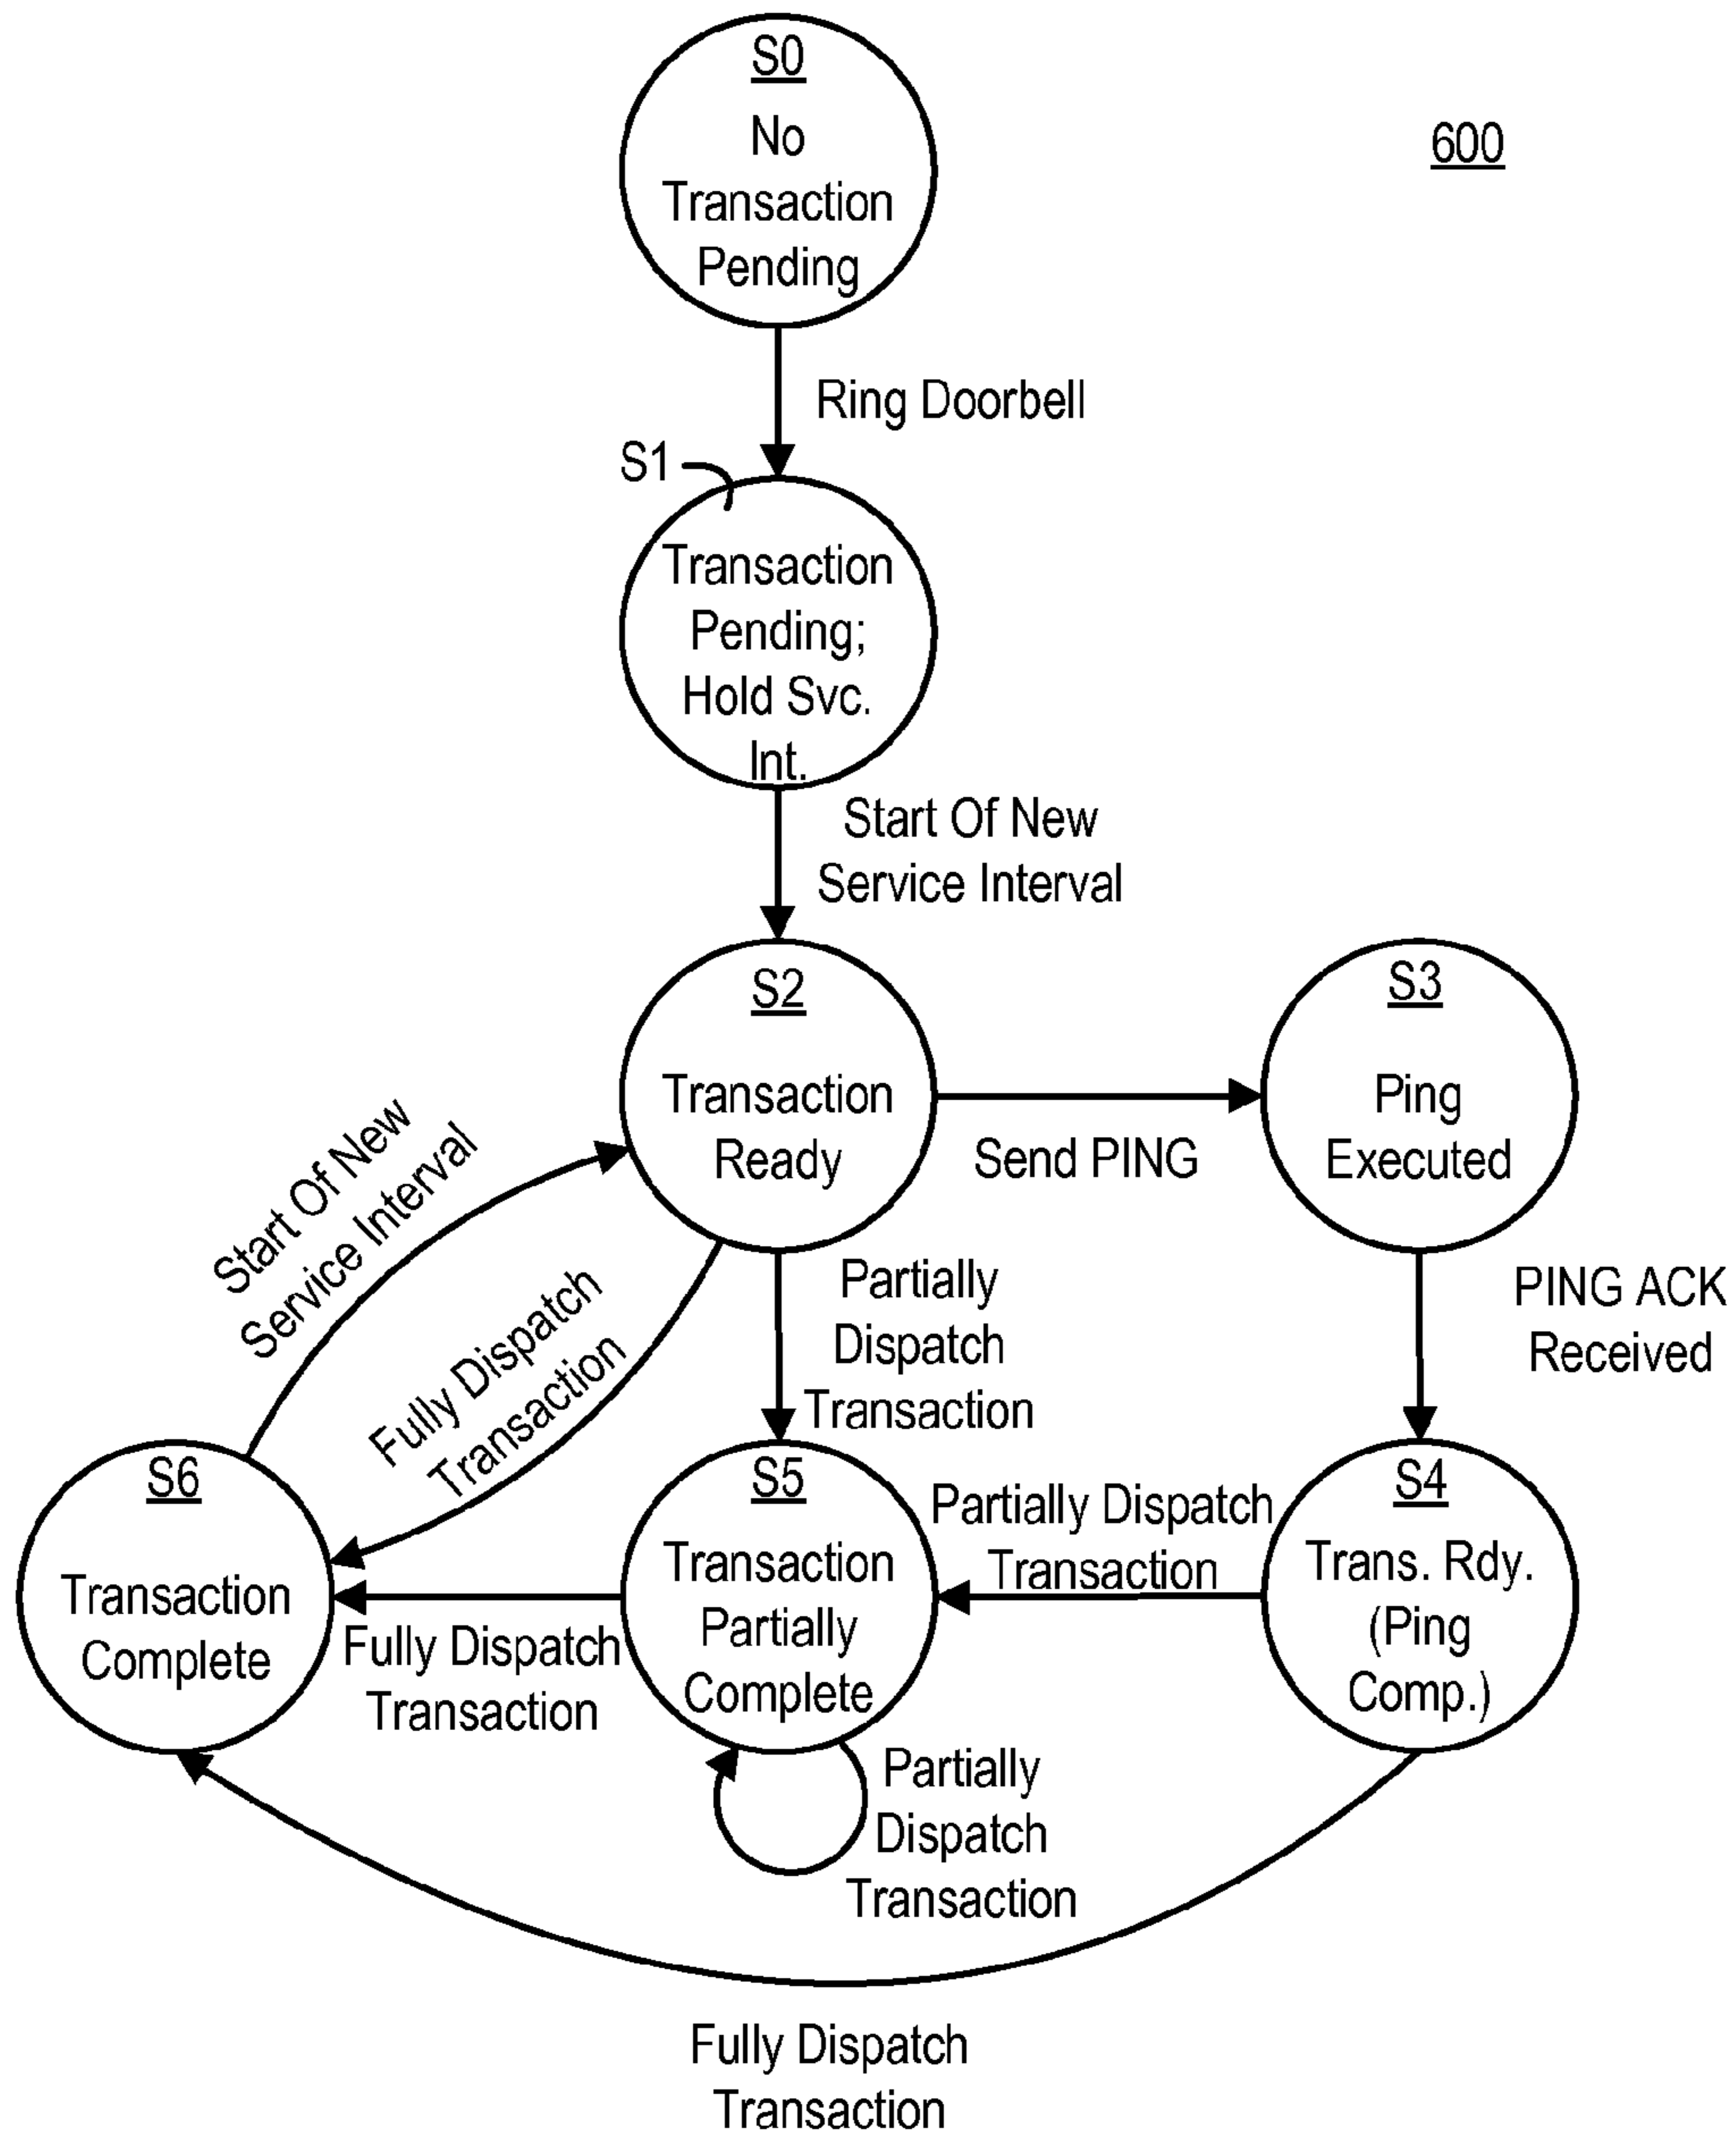 S0
No
Transaction
Pending
600
Ring Doorbell
S1
Transaction
Pending;
Hold Svc.
Int.
Start Of New
Service Interval
S2
Transaction
Ready
Send PING
S3
Ping
Executed
Start Of New
Service Interval
Fully Dispatch
Transaction
Partially
Dispatch
Transaction
PING ACK
Received
S6
Transaction
Complete
Fully Dispatch
Transaction
S5
Transaction
Partially
Complete
Partially Dispatch
Transaction
S4
Trans. Rdy.
(Ping
Comp.)
Partially
Dispatch
Transaction
Fully Dispatch
Transaction